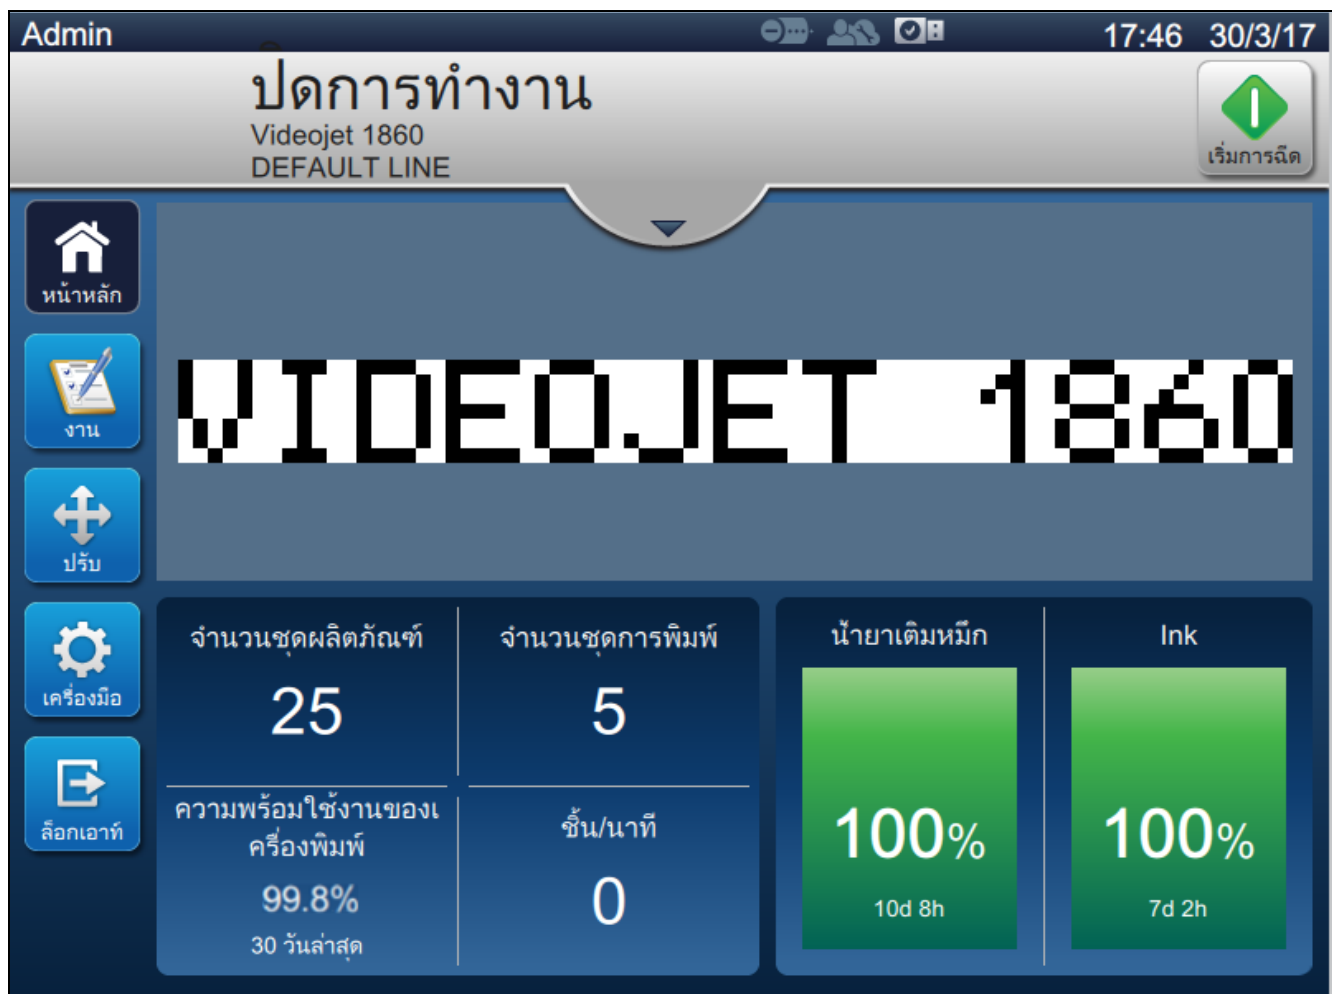 Admin
17:46 30/3/17
ปดการทำงาน
Videojet 1860
DEFAULT LINE
เริ่มการฉีด
หน้าหลัก
งาน
ปรับ
เครื่องมือ
ล็อกเอาท์
VIDEOJET 1860
จำนวนชุดผลิตภัณฑ์
25
จำนวนชุดการพิมพ์
5
ความพร้อมใช้งานของเ
ครื่องพิมพ์
99.8%
30 วันล่าสุด
ชิ้น/นาที
0
น้ำยาเติมหมึก
100%
10d 8h
Ink
100%
7d 2h